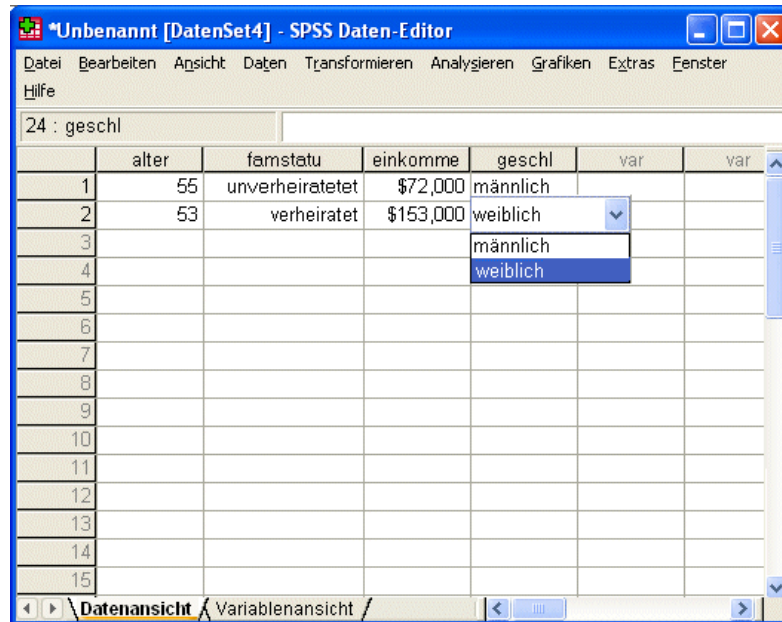 *Unbenannt [DatenSet4] - SPSS Daten-Editor
Datei Bearbeiten Ansicht Daten Transformieren Analysieren Grafiken Extras Fenster
Hilfe
24 : geschl
alter famstatu einkomme geschl var var
1 55 unverheiratetet $72,000 männlich
2 53 verheiratet $153,000 weiblich
3 männlich
4 weiblich
5
6
7
8
9
10
11
12
13
14
15
Datenansicht Variablenansicht